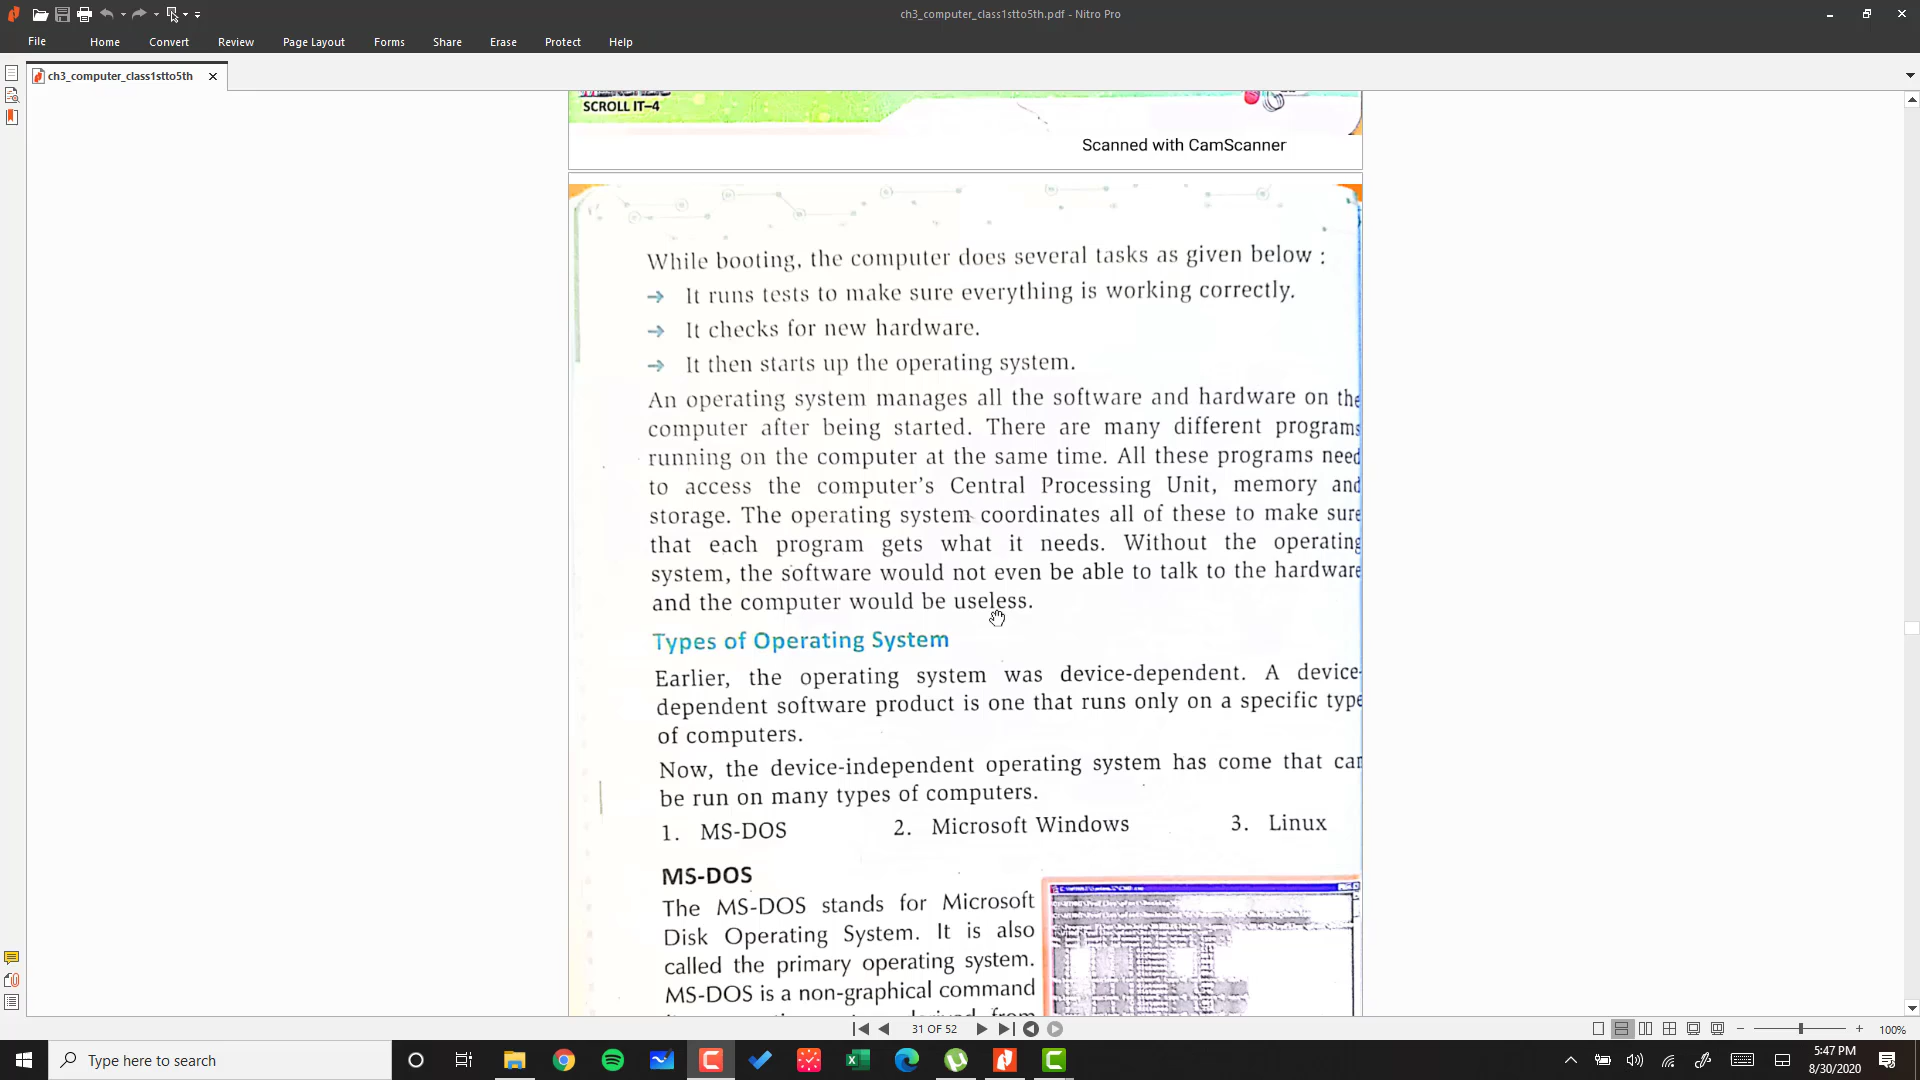 ch3_computer_class1stto5th.pdf - Nitro Pro
File Home Convert Review Page Layout Forms Share Erase Protect Help
ch3_computer_class1stto5th
SCROLL IT–4
Scanned with CamScanner
While booting, the computer does several tasks as given below :
→ It runs tests to make sure everything is working correctly.
→ It checks for new hardware.
→ It then starts up the operating system.
An operating system manages all the software and hardware on the
computer after being started. There are many different programs
running on the computer at the same time. All these programs need
to access the computer's Central Processing Unit, memory and
storage. The operating system coordinates all of these to make sure
that each program gets what it needs. Without the operating
system, the software would not even be able to talk to the hardware
and the computer would be useless.
Types of Operating System
Earlier, the operating system was device-dependent. A device-
dependent software product is one that runs only on a specific type
of computers.
Now, the device-independent operating system has come that can
be run on many types of computers.
1. MS-DOS 2. Microsoft Windows 3. Linux
MS-DOS
The MS-DOS stands for Microsoft
Disk Operating System. It is also
called the primary operating system.
MS-DOS is a non-graphical command
derived from
31 OF 52
100%
Type here to search
5:47 PM
8/30/2020